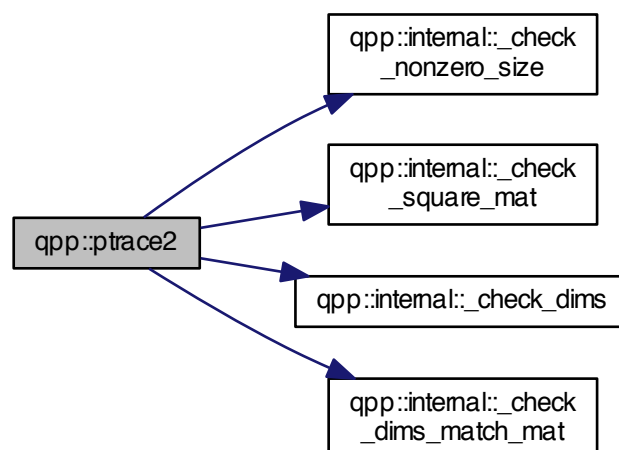 qpp::internal::_check
_nonzero_size
qpp::internal::_check
_square_mat
qpp::ptrace2
qpp::internal::_check_dims
qpp::internal::_check
_dims_match_mat